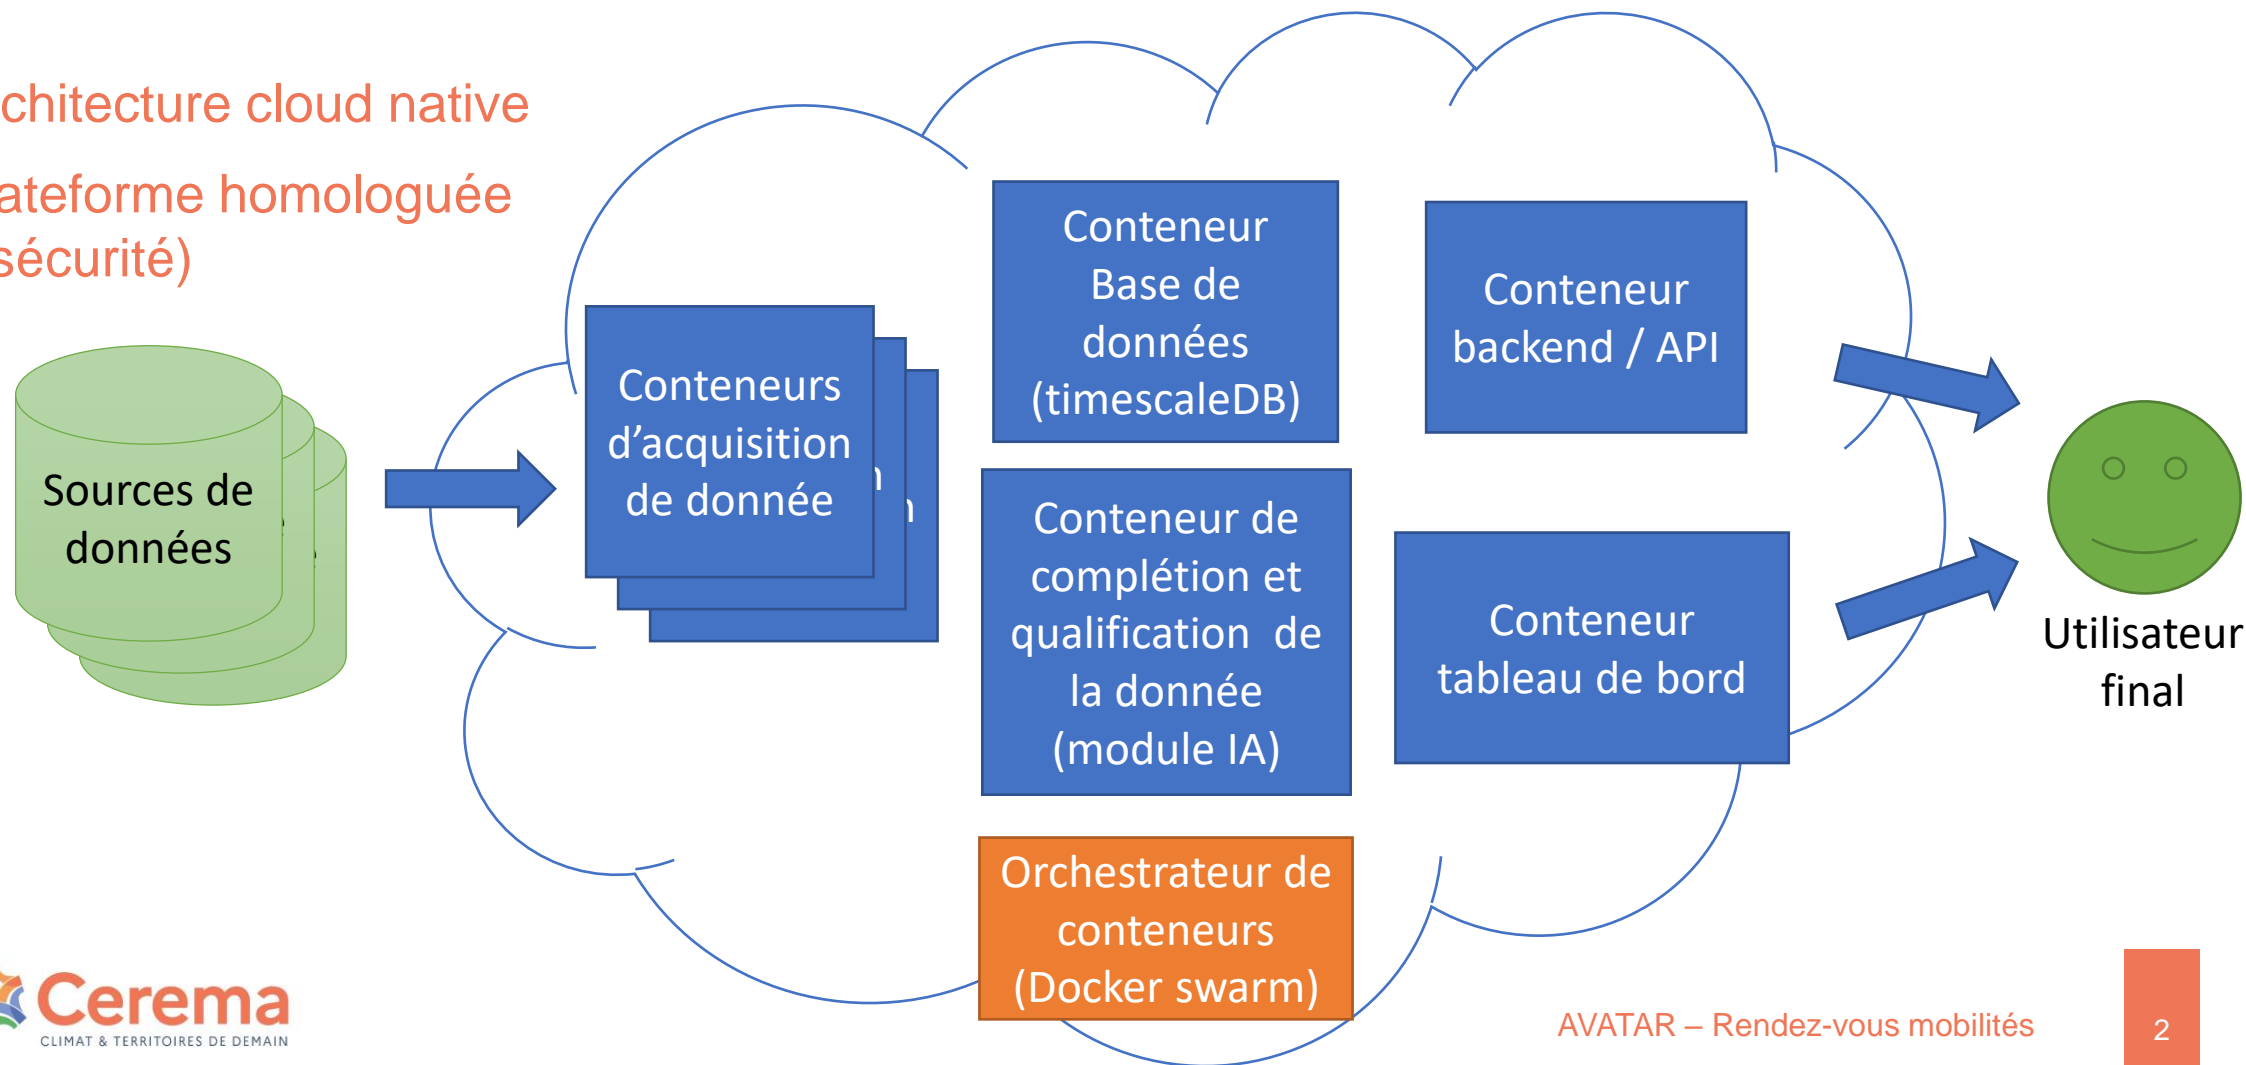 chitecture cloud native
ateforme homologuée
sécurité)
Sources de
données
Conteneurs
d’acquisition
de donnée
n
n
Conteneur
Base de
données
(timescaleDB)
Conteneur de
complétion et
qualification  de
la donnée
(module IA)
Orchestrateur de
conteneurs
(Docker swarm)
Conteneur
backend / API
Conteneur
tableau de bord
Utilisateur
final
Cerema
CLIMAT & TERRITOIRES DE DEMAIN
AVATAR – Rendez-vous mobilités
2